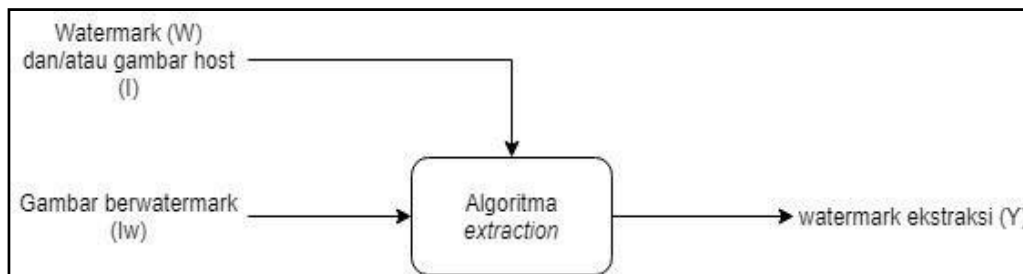 Watermark (W)
dan/atau gambar host
(I)
Gambar berwatermark
(Iw)
Algoritma
extraction
watermark ekstraksi (Y)